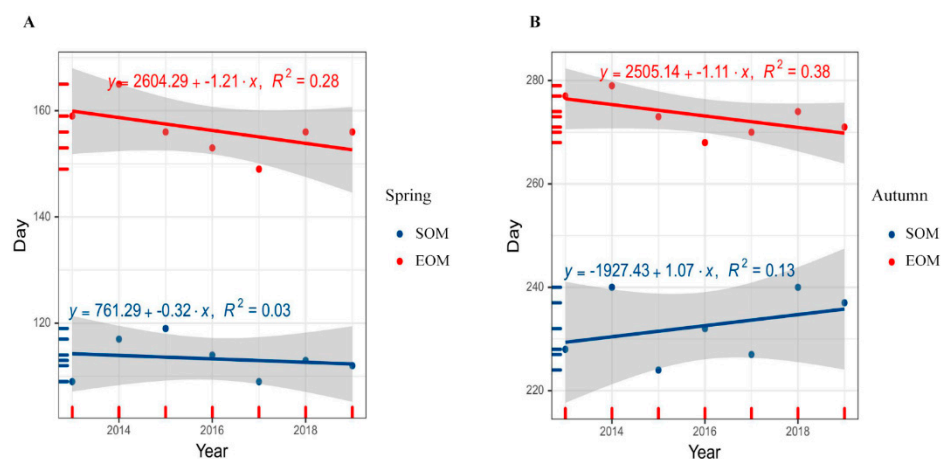 A
y = 2604.29 + -1.21 · x, R² = 0.28
160
140
120
y = 761.29 + -0.32 · x, R² = 0.03
Day
2014
2016
2018
Year
Spring
SOM
EOM
B
y = 2505.14 + -1.11 · x, R² = 0.38
280
260
240
220
y = -1927.43 + 1.07 · x, R² = 0.13
Day
2014
2016
2018
Year
Autumn
SOM
EOM